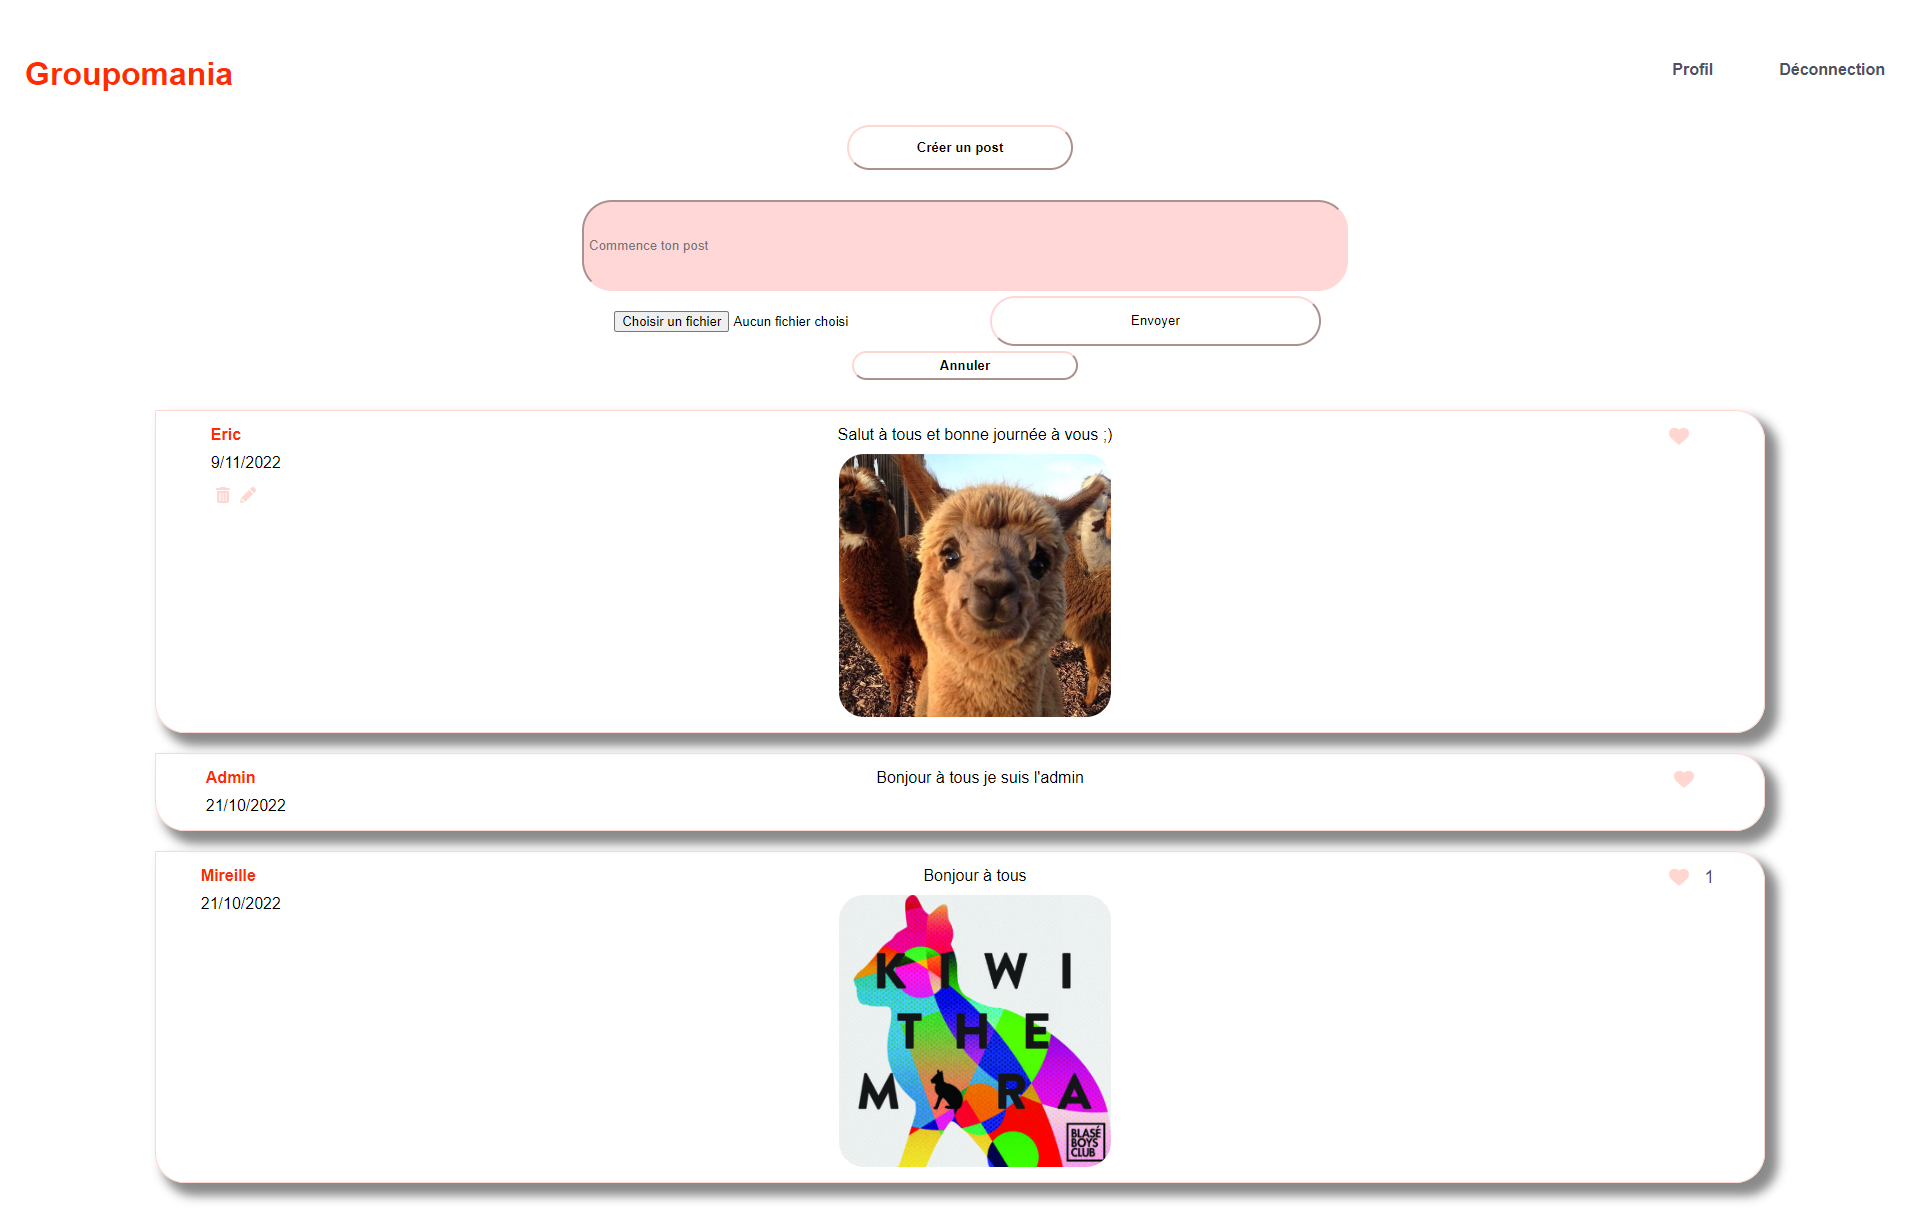 Groupomania
Profil
Déconnection
Créer un post
Commence ton post
Choisir un fichier Aucun fichier choisi
Envoyer
Annuler
Eric
Salut à tous et bonne journée à vous ;)
9/11/2022
Admin
Bonjour à tous je suis l'admin
21/10/2022
Mireille
Bonjour à tous
1
21/10/2022
KIWI
THE
M RA
BLASÉ
BOYS
CLUB